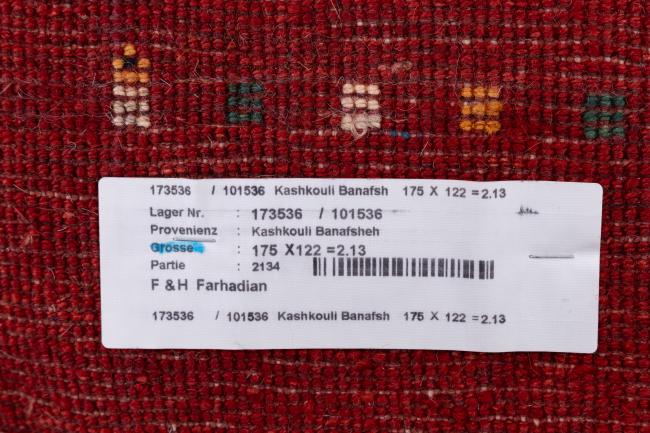 173536 / 101536 Kashkouli Banafsh 175 X 122 =2.13
Lager Nr. : 173536 / 101536
Provenienz : Kashkouli Banafsheh
Grosse : 175 X122 =2.13
Partie : 2134
F & H Farhadian
173536 / 101536 Kashkouli Banafsh 175 X 122 =2.13